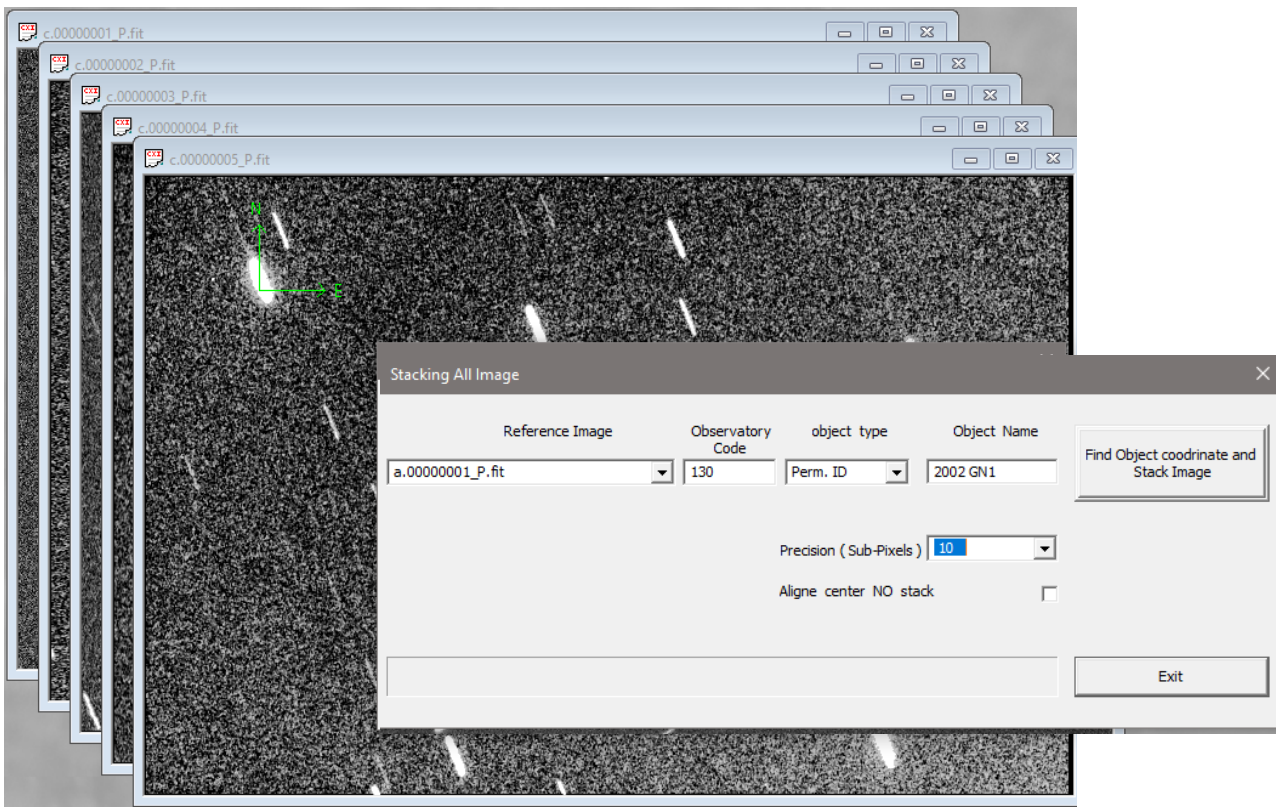 c.00000001_P.fit
c.00000002_P.fit
c.00000003_P.fit
c.00000004_P.fit
c.00000005_P.fit
N
E
Stacking All Image
Reference Image
Observatory
Code
object type
Object Name
a.00000001_P.fit
130
Perm. ID
2002 GN1
Find Object coodrinate and
Stack Image
Precision ( Sub-Pixels )
10
Aligne center NO stack
Exit